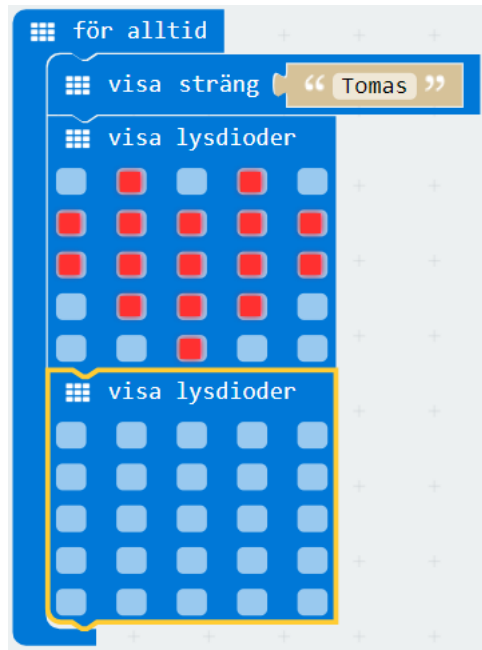 för alltid
visa sträng “ Tomas ”
visa lysdioder
visa lysdioder